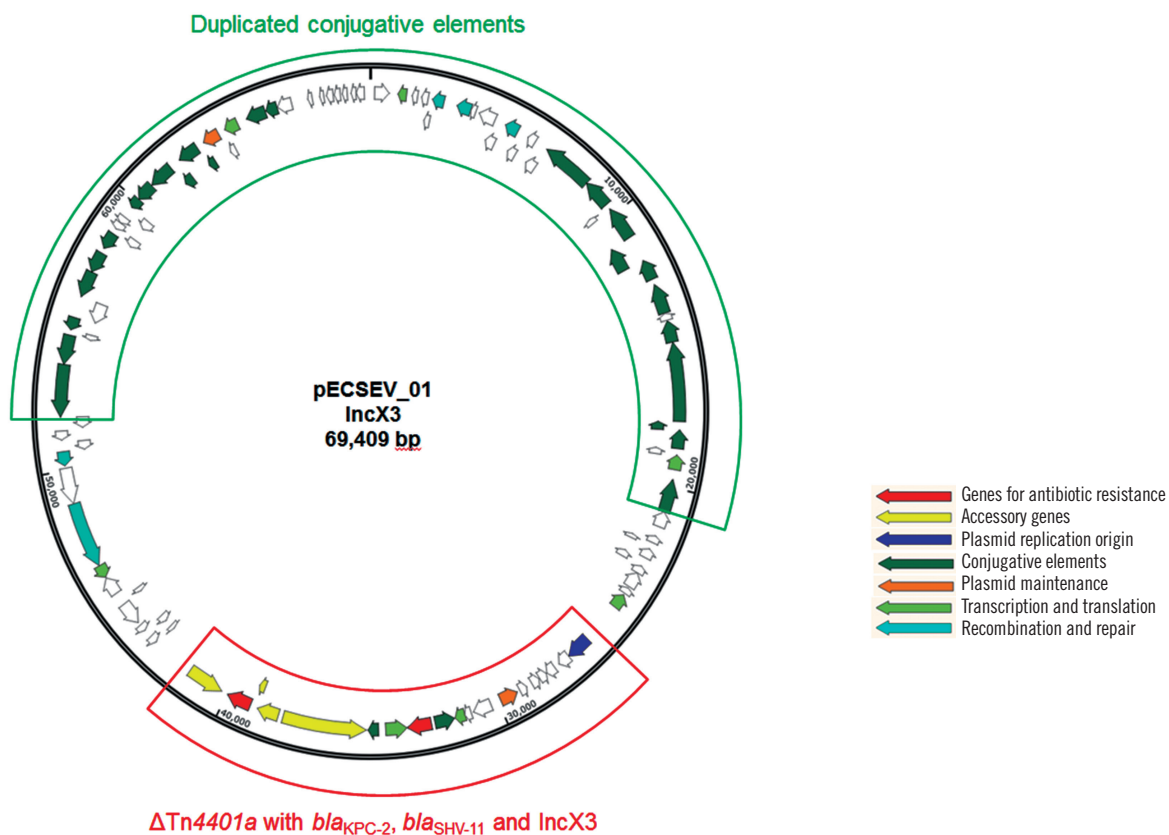 Duplicated conjugative elements
10,000
20,000
30,000
40,000
50,000
60,000
pECSEV_01
IncX3
69,409 bp
Genes for antibiotic resistance
Accessory genes
Plasmid replication origin
Conjugative elements
Plasmid maintenance
Transcription and translation
Recombination and repair
ΔTn4401a with blaKPC-2, blaSHV-11 and IncX3